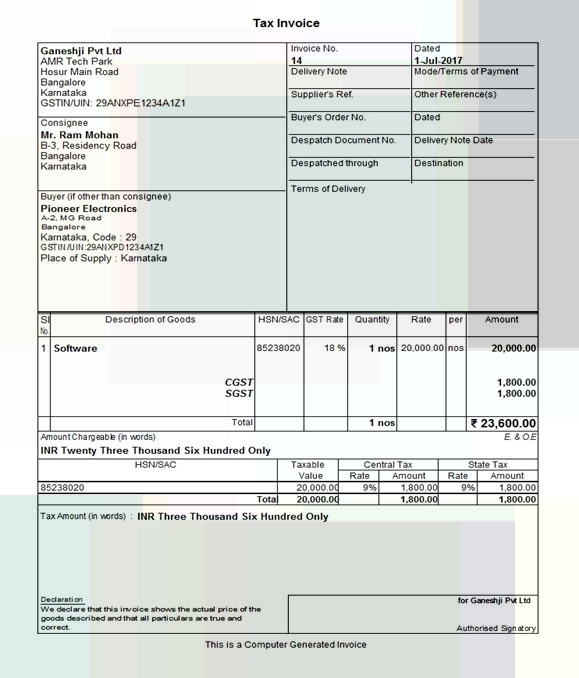 Tax Invoice
Ganeshji Pvt Ltd
AMR Tech Park
Hosur Main Road
Bangalore
Karnataka
GSTIN/UIN: 29ANXPE1234A1Z1
Invoice No.
14
Dated
1-Jul-2017
Delivery Note
Mode/Terms of Payment
Supplier's Ref.
Other Reference(s)
Consignee
Mr. Ram Mohan
B-3, Residency Road
Bangalore
Karnataka
Buyer's Order No.
Dated
Despatch Document No.
Delivery Note Date
Despatched through
Destination
Buyer (if other than consignee)
Pioneer Electronics
A-2, MG Road
Bangalore
Karnataka, Code : 29
GSTIN/UIN:29ANXPD1234A1Z1
Place of Supply : Karnataka
Terms of Delivery
Sl No. Description of Goods HSN/SAC GST Rate Quantity Rate per Amount
1 Software 85238020 18 % 1 nos 20,000.00 nos 20,000.00
CGST 1,800.00
SGST 1,800.00
Total 1 nos ₹ 23,600.00
Amount Chargeable (in words) E. & O.E
INR Twenty Three Thousand Six Hundred Only
HSN/SAC Taxable Central Tax State Tax
Value Rate Amount Rate Amount
85238020 20,000.00 9% 1,800.00 9% 1,800.00
Total 20,000.00 1,800.00 1,800.00
Tax Amount (in words) : INR Three Thousand Six Hundred Only
Declaration
We declare that this invoice shows the actual price of the
goods described and that all particulars are true and
correct.
for Ganeshji Pvt Ltd
Authorised Signatory
This is a Computer Generated Invoice